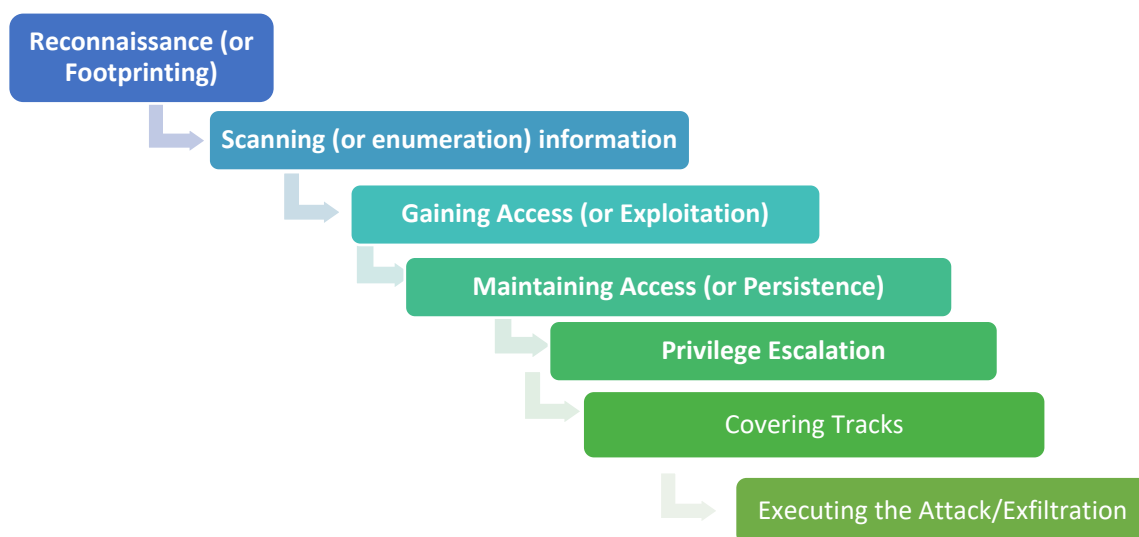 Reconnaissance (or
Footprinting)
Scanning (or enumeration) information
Gaining Access (or Exploitation)
Maintaining Access (or Persistence)
Privilege Escalation
Covering Tracks
Executing the Attack/Exfiltration